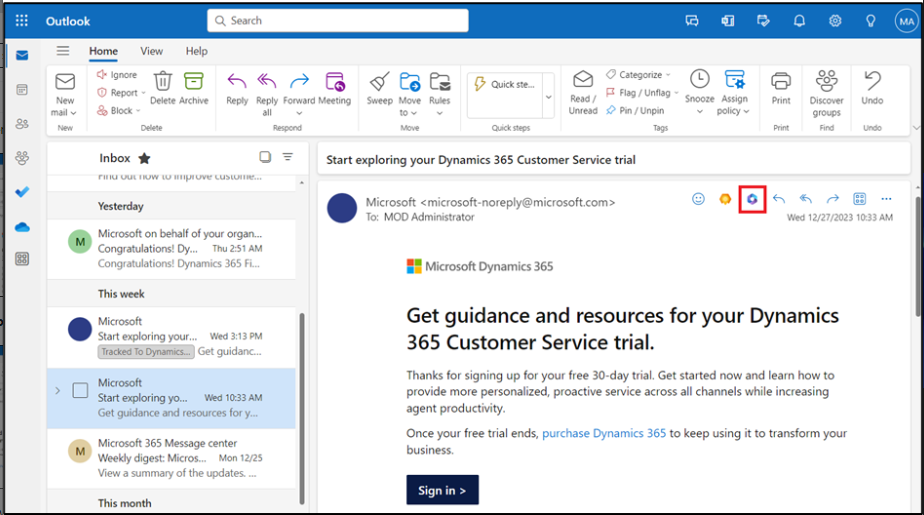 Outlook
Search
MA
Home View Help
New mail
Ignore
Report
Block
Delete
Archive
Reply
Reply all
Forward
Meeting
Sweep
Move to
Rules
Quick ste...
Read / Unread
Categorize
Flag / Unflag
Pin / Unpin
Snooze
Assign policy
Print
Discover groups
Undo
New
Delete
Respond
Move
Quick steps
Tags
Print
Find
Undo
Inbox
Find out how to improve custome...
Yesterday
M
Microsoft on behalf of your organ...
Congratulations! Dy... Thu 2:51 AM
Congratulations! Dynamics 365 Fi...
This week
Microsoft
Start exploring your... Wed 3:13 PM
Tracked To Dynamics... Get guidanc...
Microsoft
Start exploring yo... Wed 10:33 AM
Get guidance and resources for y...
M
Microsoft 365 Message center
Weekly digest: Micros... Mon 12/25
View a summary of the updates. ...
This month
Start exploring your Dynamics 365 Customer Service trial
Microsoft <microsoft-noreply@microsoft.com>
To: MOD Administrator
Wed 12/27/2023 10:33 AM
Microsoft Dynamics 365
Get guidance and resources for your Dynamics
365 Customer Service trial.
Thanks for signing up for your free 30-day trial. Get started now and learn how to
provide more personalized, proactive service across all channels while increasing
agent productivity.
Once your free trial ends, purchase Dynamics 365 to keep using it to transform your
business.
Sign in >